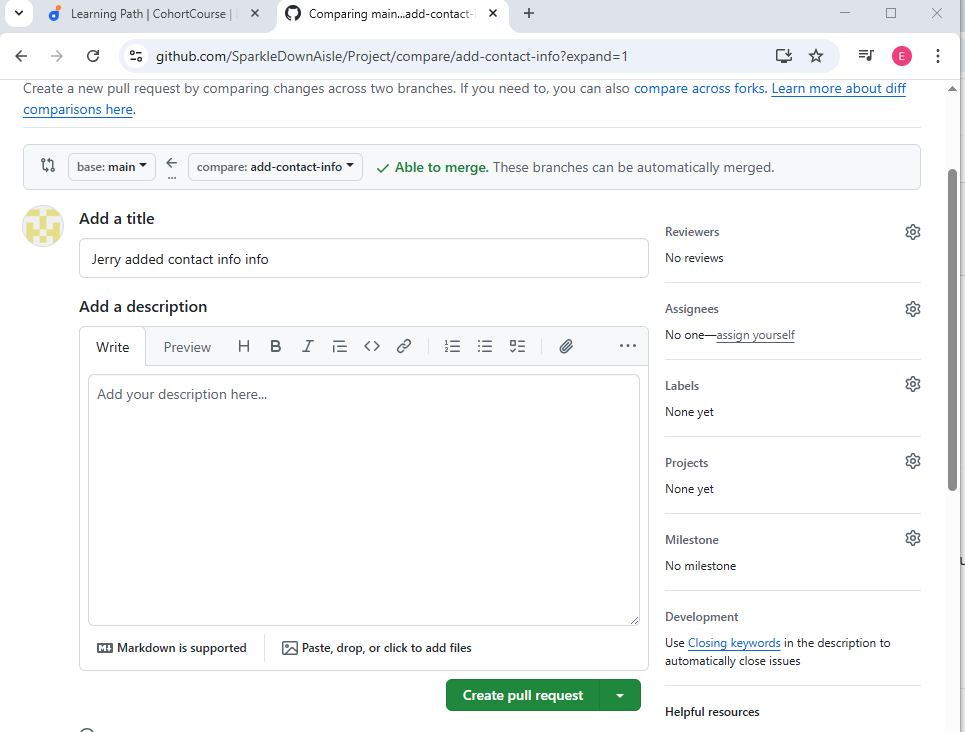 Learning Path | CohortCourse |
Comparing main...add-contact-i
github.com/SparkleDownAisle/Project/compare/add-contact-info?expand=1
E
Create a new pull request by comparing changes across two branches. If you need to, you can also compare across forks. Learn more about diff
comparisons here.
base: main
...
compare: add-contact-info
Able to merge. These branches can be automatically merged.
Add a title
Jerry added contact info info
Add a description
Write
Preview
H B I
Add your description here...
Markdown is supported
Paste, drop, or click to add files
Create pull request
Reviewers
No reviews
Assignees
No one—assign yourself
Labels
None yet
Projects
None yet
Milestone
No milestone
Development
Use Closing keywords in the description to
automatically close issues
Helpful resources